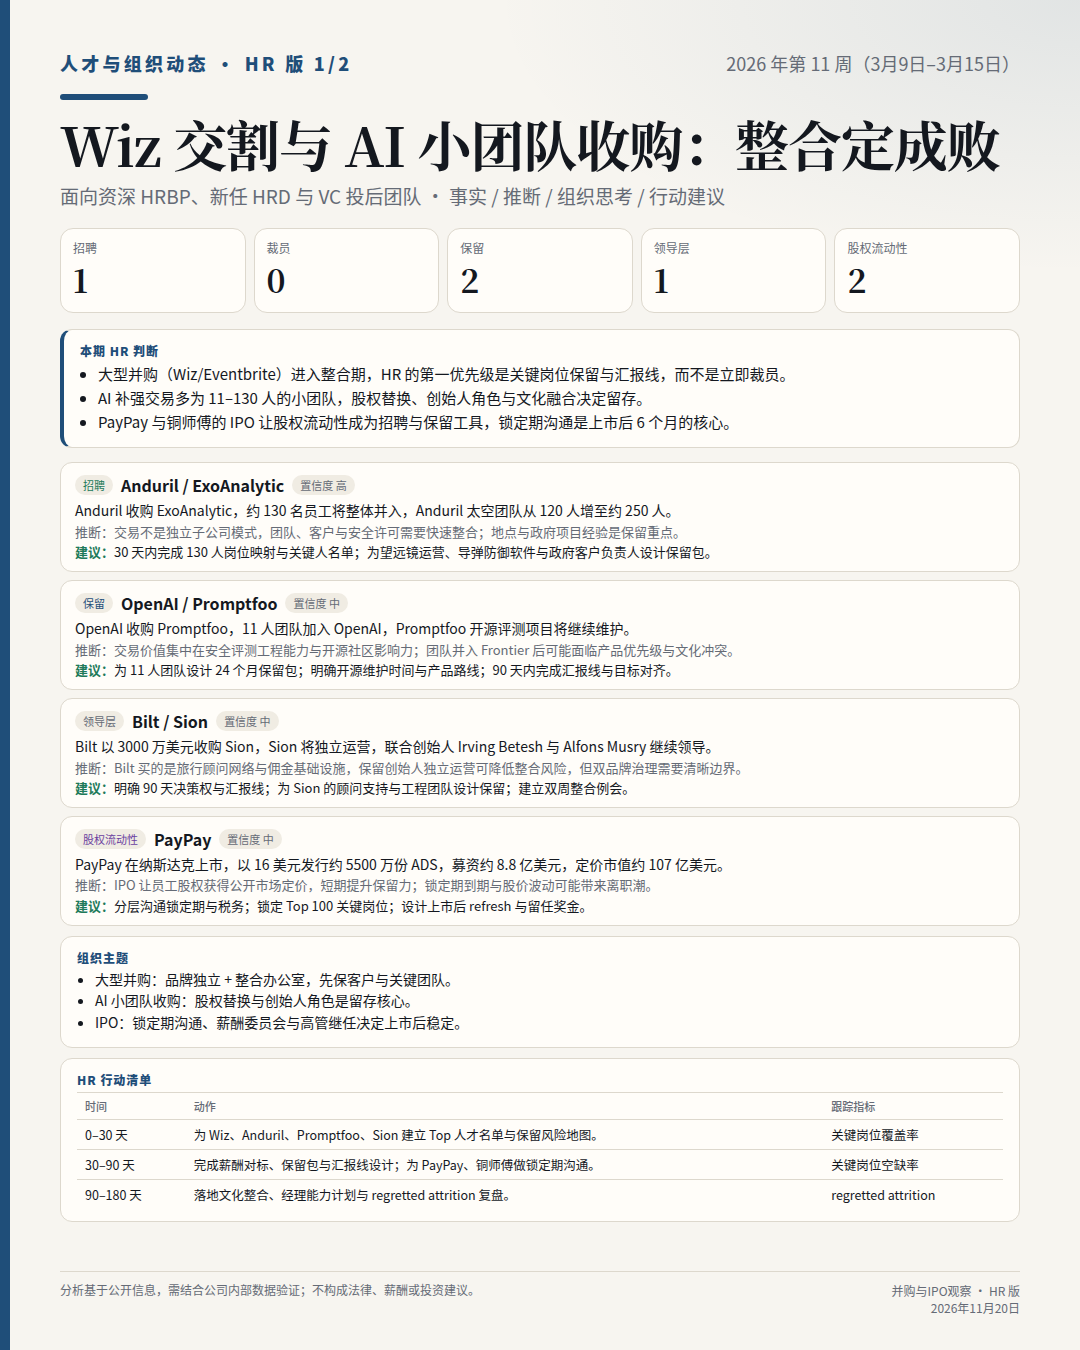 人才与组织动态 • HR 版 1/2
2026 年第 11 周（3月9日–3月15日）
Wiz 交割与 AI 小团队收购：整合定成败
面向资深 HRBP、新任 HRD 与 VC 投后团队 • 事实 / 推断 / 组织思考 / 行动建议
招聘
1
裁员
0
保留
2
领导层
1
股权流动性
2
本期 HR 判断
• 大型并购（Wiz/Eventbrite）进入整合期，HR 的第一优先级是关键岗位保留与汇报线，而不是立即裁员。
• AI 补强交易多为 11–130 人的小团队，股权替换、创始人角色与文化融合决定留存。
• PayPay 与铜师傅的 IPO 让股权流动性成为招聘与保留工具，锁定期沟通是上市后 6 个月的核心。
招聘 Anduril / ExoAnalytic 置信度 高
Anduril 收购 ExoAnalytic，约 130 名员工将整体并入，Anduril 太空团队从 120 人增至约 250 人。
推断：交易不是独立子公司模式，团队、客户与安全许可需要快速整合；地点与政府项目经验是保留重点。
建议：30 天内完成 130 人岗位映射与关键人名单；为望远镜运营、导弹防御软件与政府客户负责人设计保留包。
保留 OpenAI / Promptfoo 置信度 中
OpenAI 收购 Promptfoo，11 人团队加入 OpenAI，Promptfoo 开源评测项目将继续维护。
推断：交易价值集中在安全评测工程能力与开源社区影响力；团队并入 Frontier 后可能面临产品优先级与文化冲突。
建议：为 11 人团队设计 24 个月保留包；明确开源维护时间与产品路线；90 天内完成汇报线与目标对齐。
领导层 Bilt / Sion 置信度 中
Bilt 以 3000 万美元收购 Sion，Sion 将独立运营，联合创始人 Irving Betesh 与 Alfons Musry 继续领导。
推断：Bilt 买的是旅行顾问网络与佣金基础设施，保留创始人独立运营可降低整合风险，但双品牌治理需要清晰边界。
建议：明确 90 天决策权与汇报线；为 Sion 的顾问支持与工程团队设计保留；建立双周整合例会。
股权流动性 PayPay 置信度 中
PayPay 在纳斯达克上市，以 16 美元发行约 5500 万份 ADS，募资约 8.8 亿美元，定价市值约 107 亿美元。
推断：IPO 让员工股权获得公开市场定价，短期提升保留力；锁定期到期与股价波动可能带来离职潮。
建议：分层沟通锁定期与税务；锁定 Top 100 关键岗位；设计上市后 refresh 与留任奖金。
组织主题
• 大型并购：品牌独立 + 整合办公室，先保客户与关键团队。
• AI 小团队收购：股权替换与创始人角色是留存核心。
• IPO：锁定期沟通、薪酬委员会与高管继任决定上市后稳定。
HR 行动清单
时间 动作 跟踪指标
0–30 天 为 Wiz、Anduril、Promptfoo、Sion 建立 Top 人才名单与保留风险地图。 关键岗位覆盖率
30–90 天 完成薪酬对标、保留包与汇报线设计；为 PayPay、铜师傅做锁定期沟通。 关键岗位空缺率
90–180 天 落地文化整合、经理能力计划与 regretted attrition 复盘。 regretted attrition
分析基于公开信息，需结合公司内部数据验证；不构成法律、薪酬或投资建议。
并购与IPO观察 • HR 版
2026年11月20日